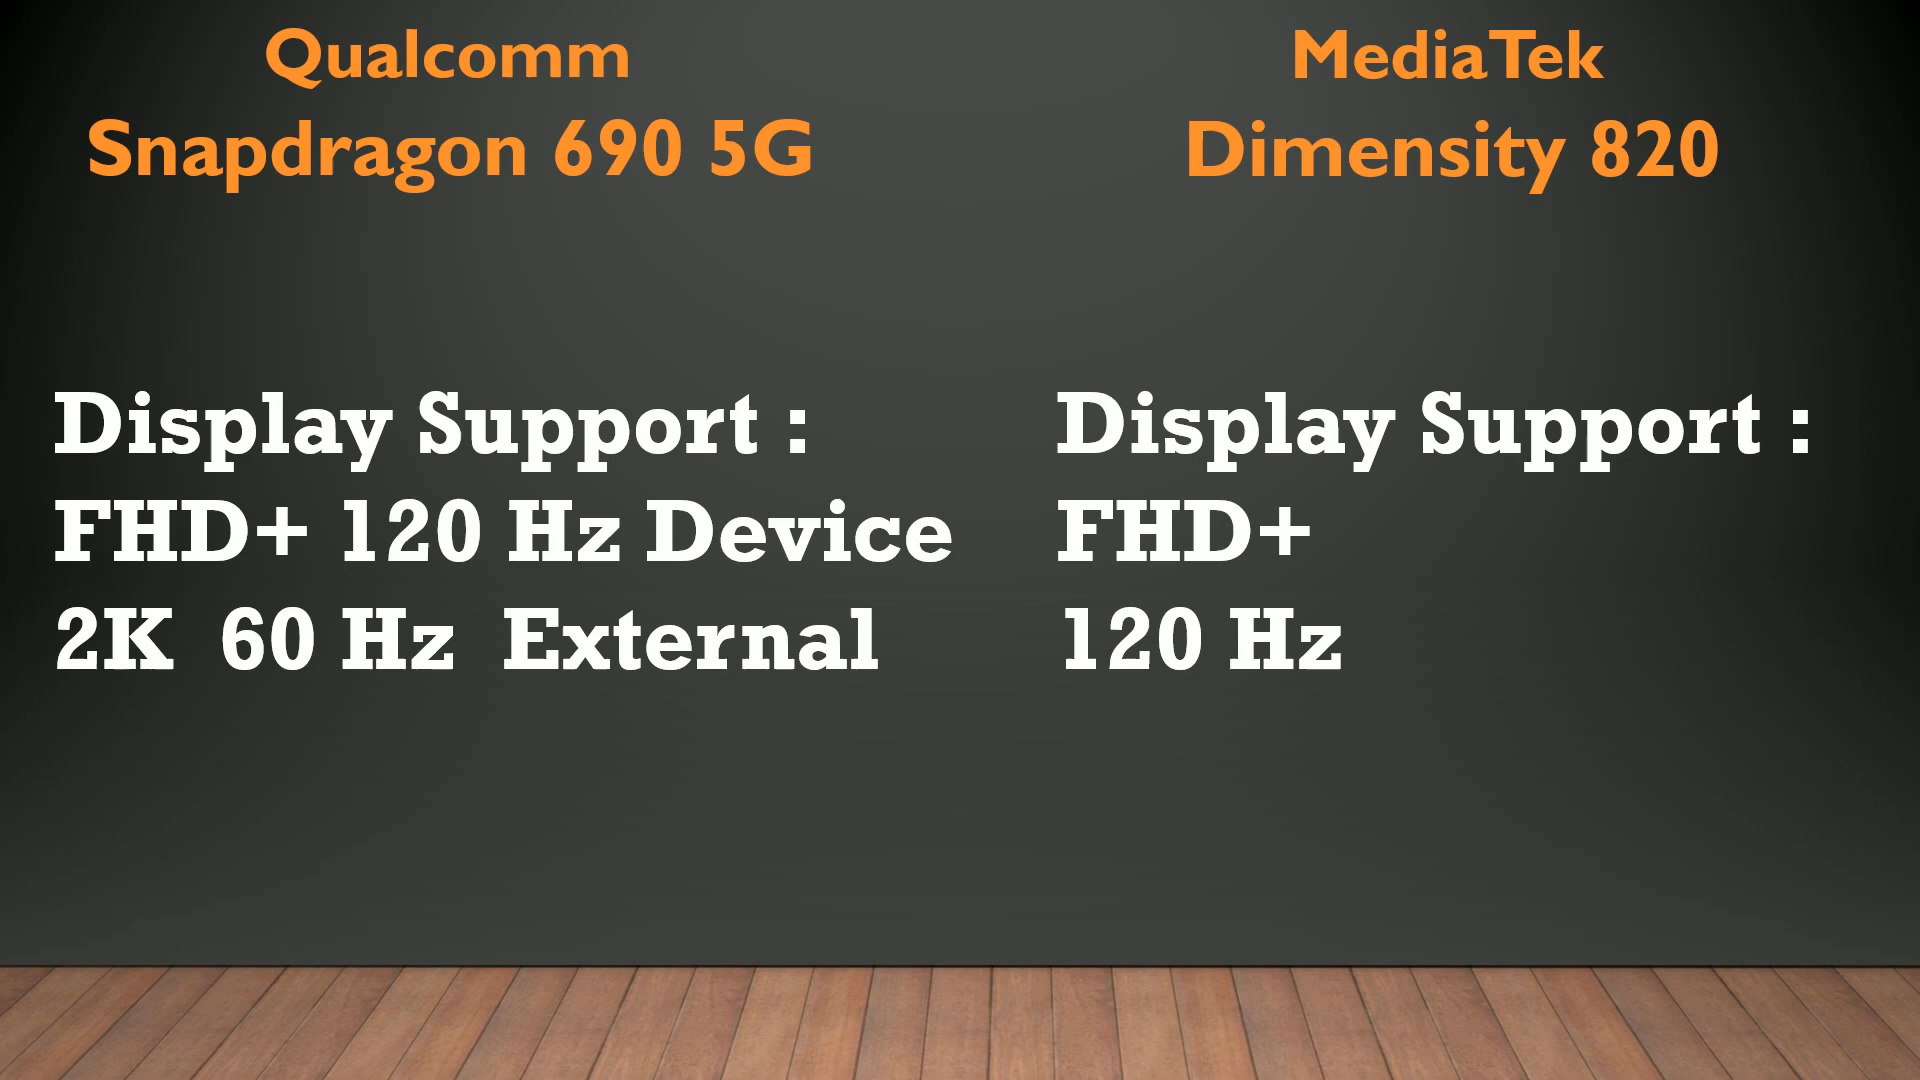 Qualcomm
Snapdragon 690 5G
Display Support :
FHD+ 120 Hz Device
2K 60 Hz External
MediaTek
Dimensity 820
Display Support :
FHD+
120 Hz